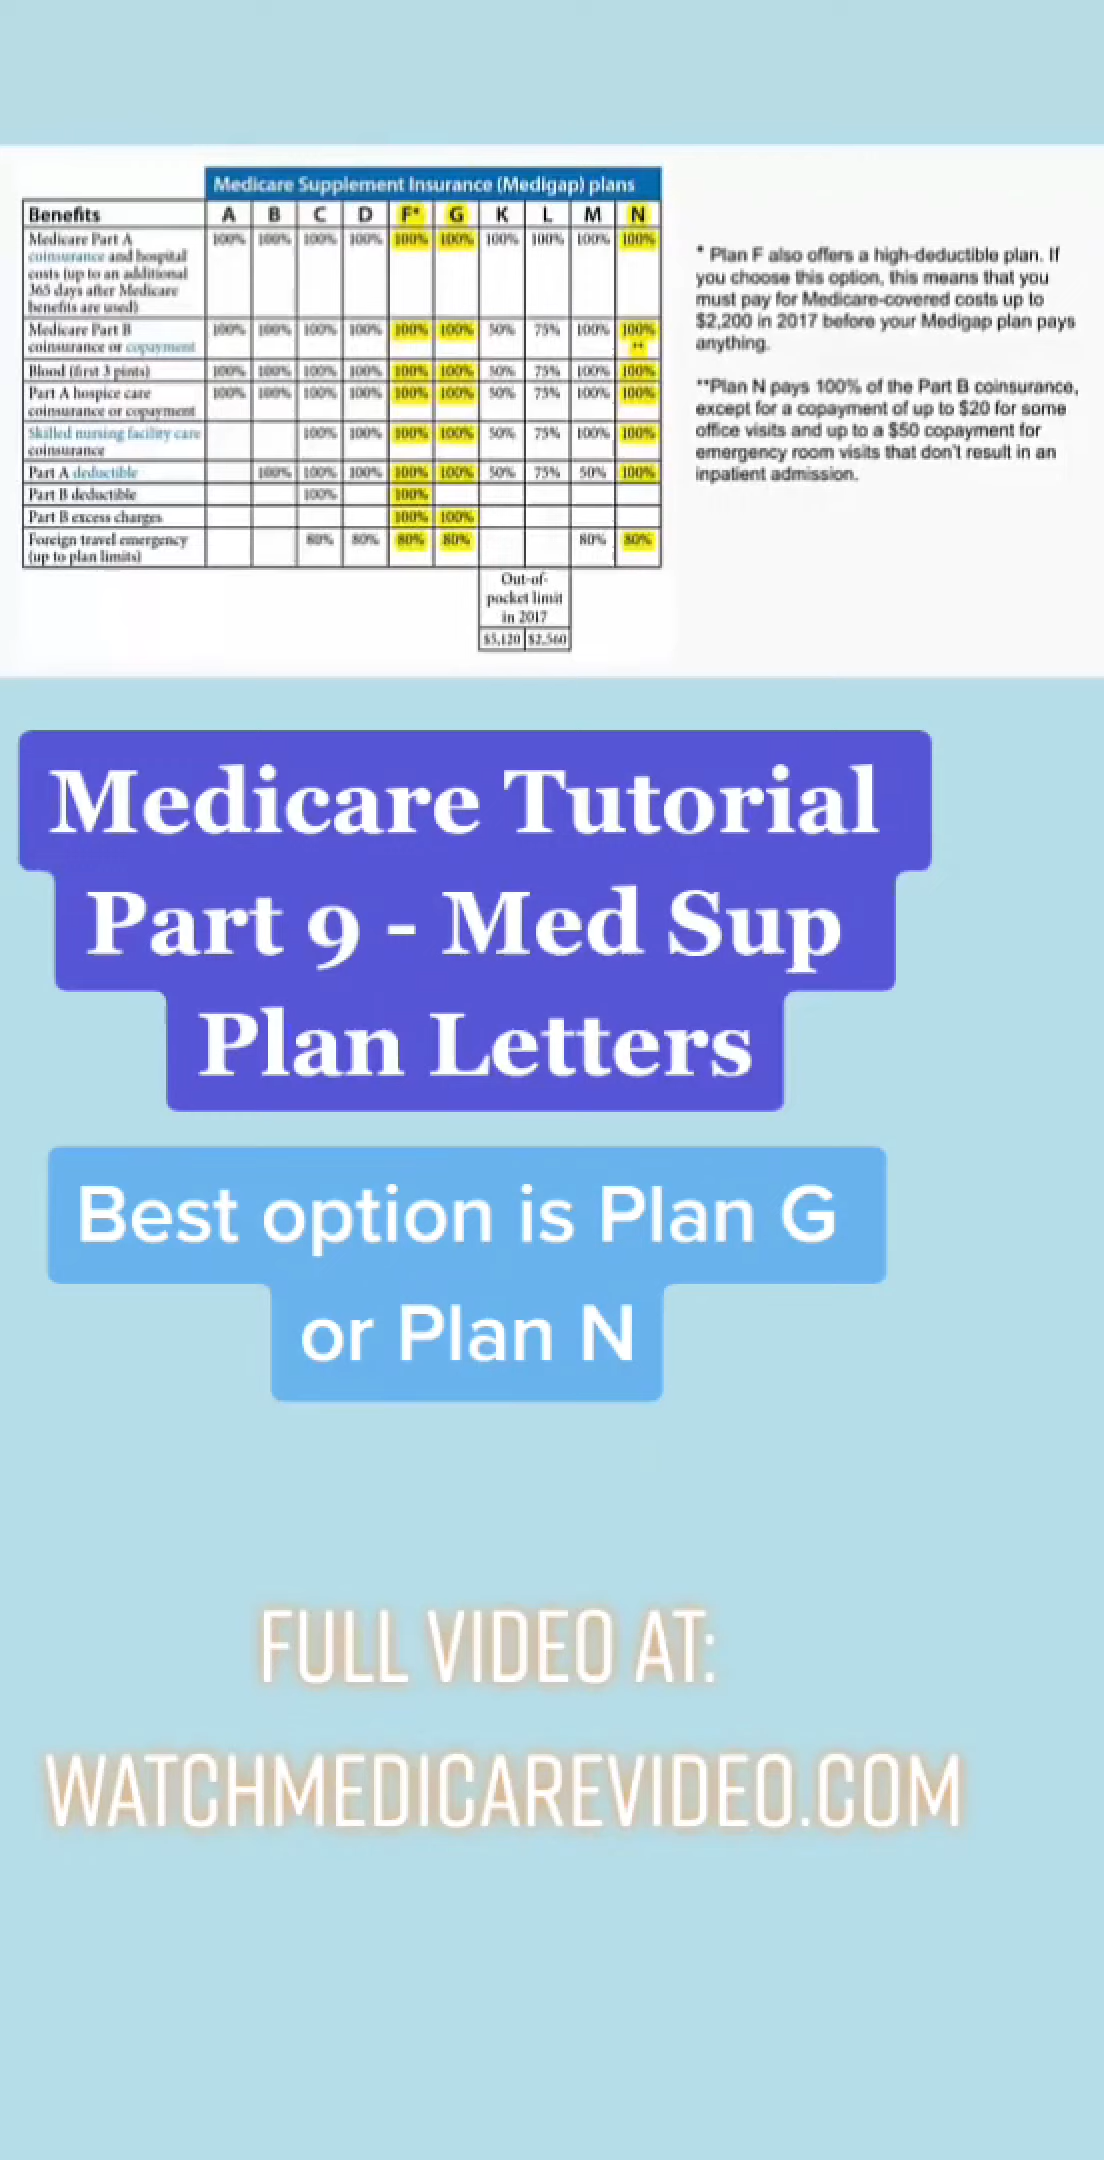 Medicare Supplement Insurance (Medigap) plans
Benefits A B C D F* G K L M N
Medicare Part A 100% 100% 100% 100% 100% 100% 100% 100% 100% 100%
coinsurance and hospital
costs (up to an additional
365 days after Medicare
benefits are used)
Medicare Part B 100% 100% 100% 100% 100% 100% 50% 75% 100% 100%
coinsurance or copayment **
Blood (first 3 pints) 100% 100% 100% 100% 100% 100% 50% 75% 100% 100%
Part A hospice care 100% 100% 100% 100% 100% 100% 50% 75% 100% 100%
coinsurance or copayment
Skilled nursing facility care 100% 100% 100% 100% 50% 75% 100% 100%
coinsurance
Part A deductible 100% 100% 100% 100% 100% 50% 75% 50% 100%
Part B deductible 100% 100%
Part B excess charges 100% 100%
Foreign travel emergency 80% 80% 80% 80% 80% 80%
(up to plan limits)
Out-of-
pocket limit
in 2017
$5,120 $2,560
* Plan F also offers a high-deductible plan. If
you choose this option, this means that you
must pay for Medicare-covered costs up to
$2,200 in 2017 before your Medigap plan pays
anything.
**Plan N pays 100% of the Part B coinsurance,
except for a copayment of up to $20 for some
office visits and up to a $50 copayment for
emergency room visits that don't result in an
inpatient admission.
Medicare Tutorial
Part 9 - Med Sup
Plan Letters
Best option is Plan G
or Plan N
FULL VIDEO AT:
WATCHMEDICAREVIDEO.COM